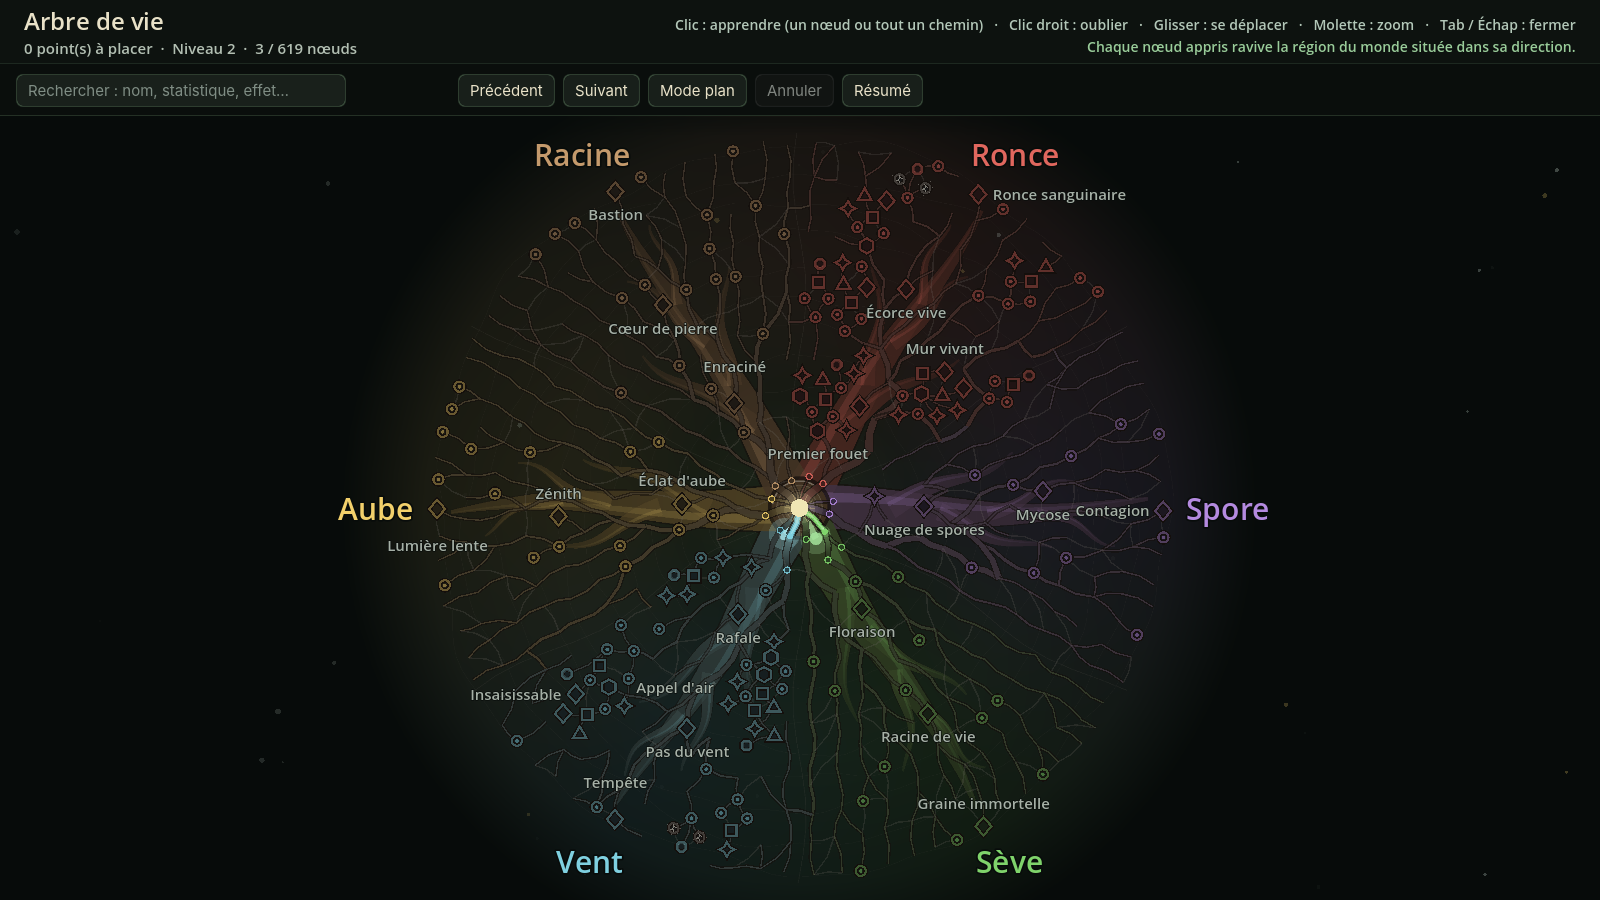 Arbre de vie
0 point(s) à placer · Niveau 2 · 3 / 619 nœuds
Clic : apprendre (un nœud ou tout un chemin) · Clic droit : oublier · Glisser : se déplacer · Molette : zoom · Tab / Échap : fermer
Chaque nœud appris ravive la région du monde située dans sa direction.
Rechercher : nom, statistique, effet...
Précédent
Suivant
Mode plan
Annuler
Résumé
Racine
Ronce
Ronce sanguinaire
Bastion
Écorce vive
Cœur de pierre
Mur vivant
Enraciné
Premier fouet
Éclat d'aube
Zénith
Aube
Spore
Mycose
Contagion
Nuage de spores
Lumière lente
Floraison
Rafale
Appel d'air
Insaisissable
Racine de vie
Pas du vent
Tempête
Graine immortelle
Vent
Sève